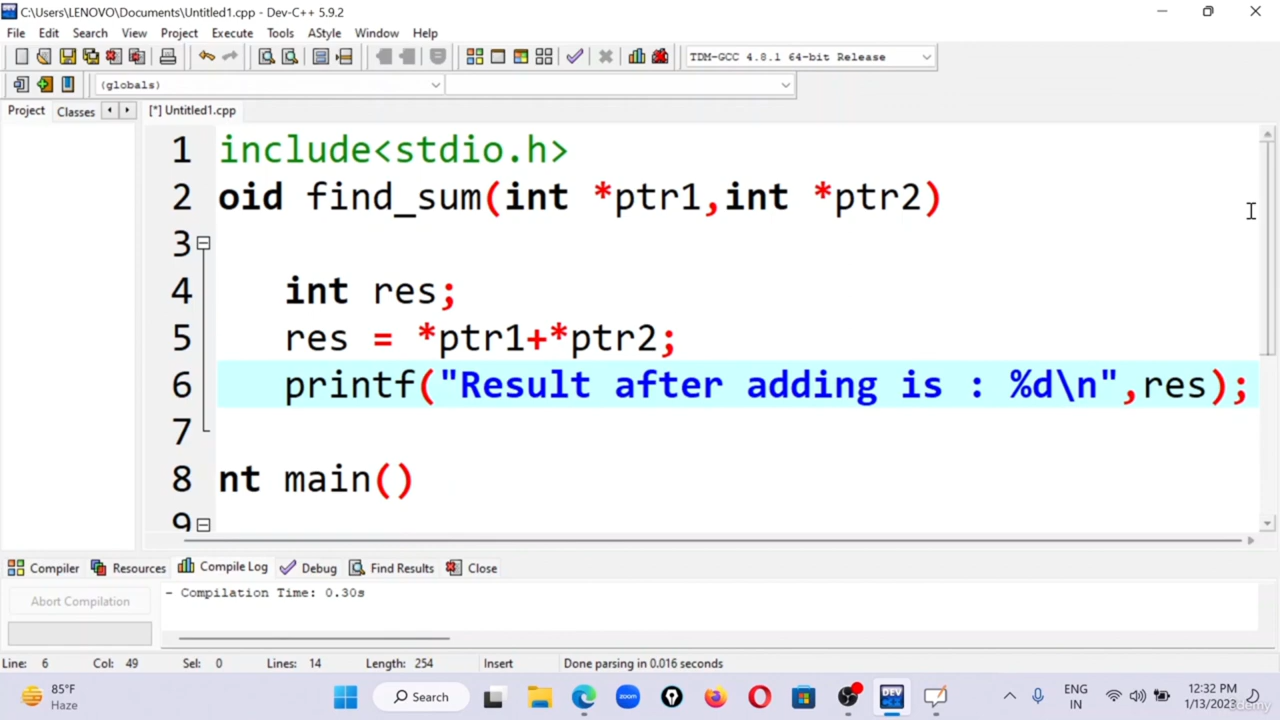 C:\Users\LENOVO\Documents\Untitled1.cpp - Dev-C++ 5.9.2
File Edit Search View Project Execute Tools AStyle Window Help
TDM-GCC 4.8.1 64-bit Release
(globals)
Project Classes [*] Untitled1.cpp
1 include<stdio.h>
2 oid find_sum(int *ptr1,int *ptr2)
3
4 int res;
5 res = *ptr1+*ptr2;
6 printf("Result after adding is : %d\n",res);
7
8 nt main()
9
Compiler Resources Compile Log Debug Find Results Close
Abort Compilation
- Compilation Time: 0.30s
Line: 6 Col: 49 Sel: 0 Lines: 14 Length: 254 Insert Done parsing in 0.016 seconds
85°F
Haze
Search
zoom
DEV
ENG
IN
12:32 PM
1/13/2023
Udemy